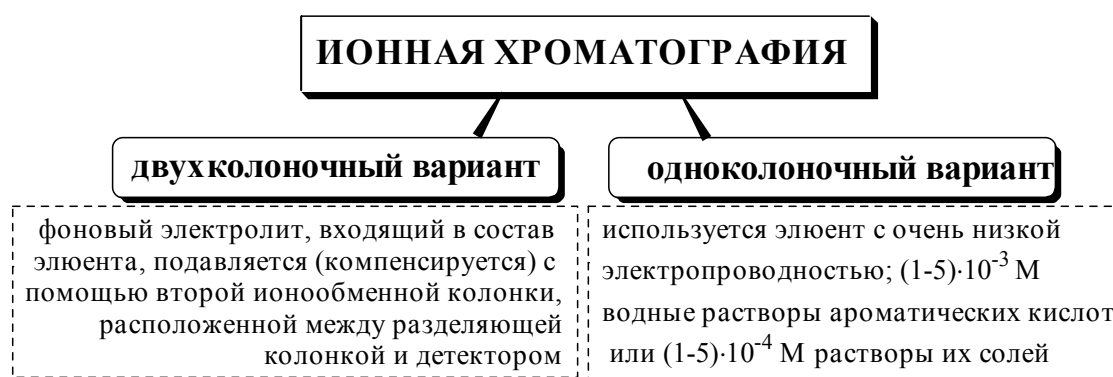 ИОННАЯ ХРОМАТОГРАФИЯ
двухколоночный вариант
фоновый электролит, входящий в состав
элюента, подавляется (компенсируется) с
помощью второй ионообменной колонки,
расположенной между разделяющей
колонкой и детектором
одноколоночный вариант
используется элюент с очень низкой
электропроводностью; (1-5)·10⁻³ М
водные растворы ароматических кислот
или (1-5)·10⁻⁴ М растворы их солей